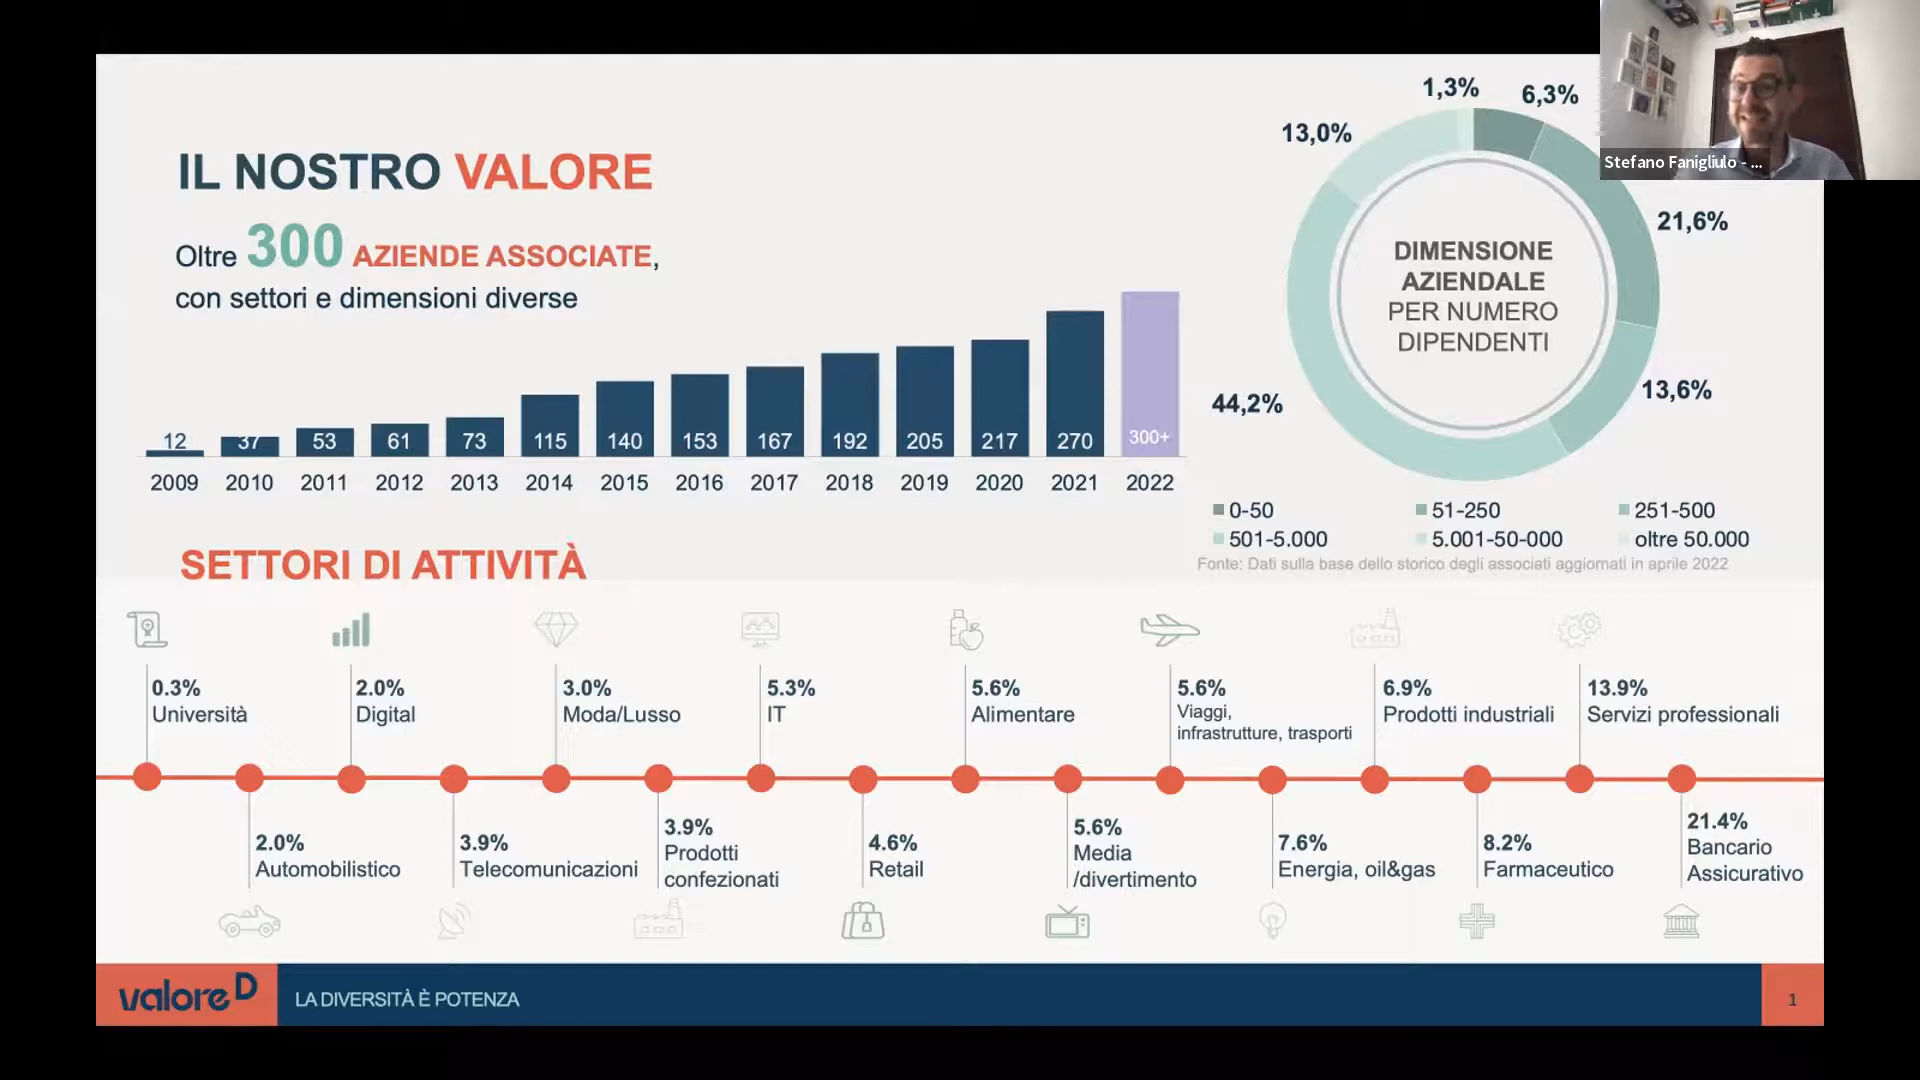 IL NOSTRO VALORE
Oltre 300 AZIENDE ASSOCIATE,
con settori e dimensioni diverse
12 37 53 61 73 115 140 153 167 192 205 217 270 300+
2009 2010 2011 2012 2013 2014 2015 2016 2017 2018 2019 2020 2021 2022
1,3% 6,3%
13,0%
21,6%
13,6%
44,2%
DIMENSIONE
AZIENDALE
PER NUMERO
DIPENDENTI
0-50 51-250 251-500
501-5.000 5.001-50-000 oltre 50.000
Fonte: Dati sulla base dello storico degli associati aggiornati in aprile 2022
Stefano Fanigliulo - ...
SETTORI DI ATTIVITÀ
0.3%
Università
2.0%
Digital
3.0%
Moda/Lusso
5.3%
IT
5.6%
Alimentare
5.6%
Viaggi,
infrastrutture, trasporti
6.9%
Prodotti industriali
13.9%
Servizi professionali
2.0%
Automobilistico
3.9%
Telecomunicazioni
3.9%
Prodotti
confezionati
4.6%
Retail
5.6%
Media
/divertimento
7.6%
Energia, oil&gas
8.2%
Farmaceutico
21.4%
Bancario
Assicurativo
valore D
LA DIVERSITÀ È POTENZA
1